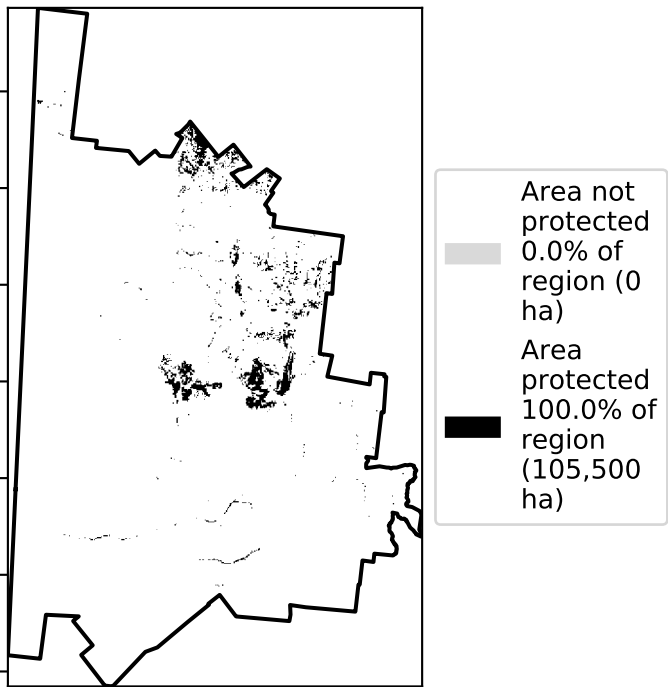 Area not
protected
0.0% of
region (0
ha)
Area
protected
100.0% of
region
(105,500
ha)